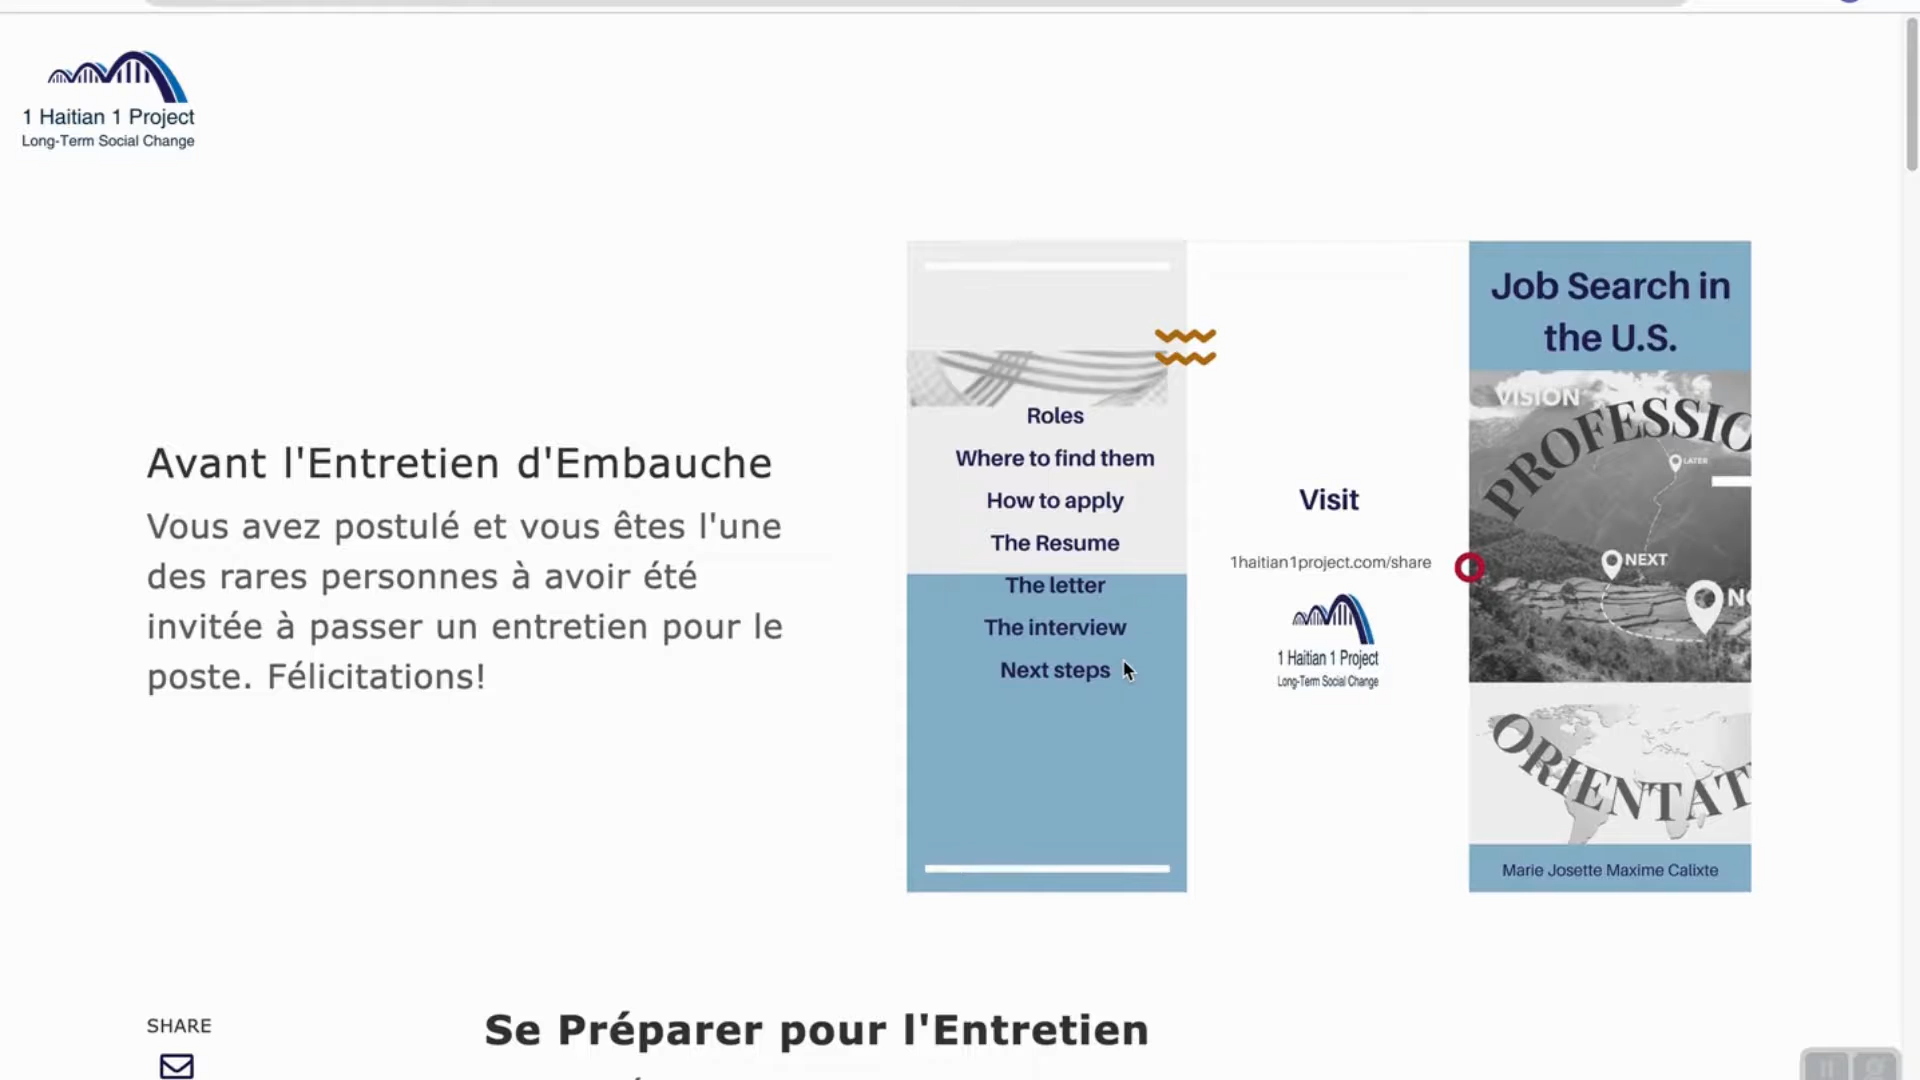 1 Haitian 1 Project
Long-Term Social Change
Avant l'Entretien d'Embauche
Vous avez postulé et vous êtes l'une
des rares personnes à avoir été
invitée à passer un entretien pour le
poste. Félicitations!
Roles
Where to find them
How to apply
The Resume
The letter
The interview
Next steps
Visit
1haitian1project.com/share
1 Haitian 1 Project
Long-Term Social Change
Job Search in
the U.S.
VISION
PROFESSIO
LATER
NEXT
ORIENTAT
Marie Josette Maxime Calixte
SHARE
Se Préparer pour l'Entretien